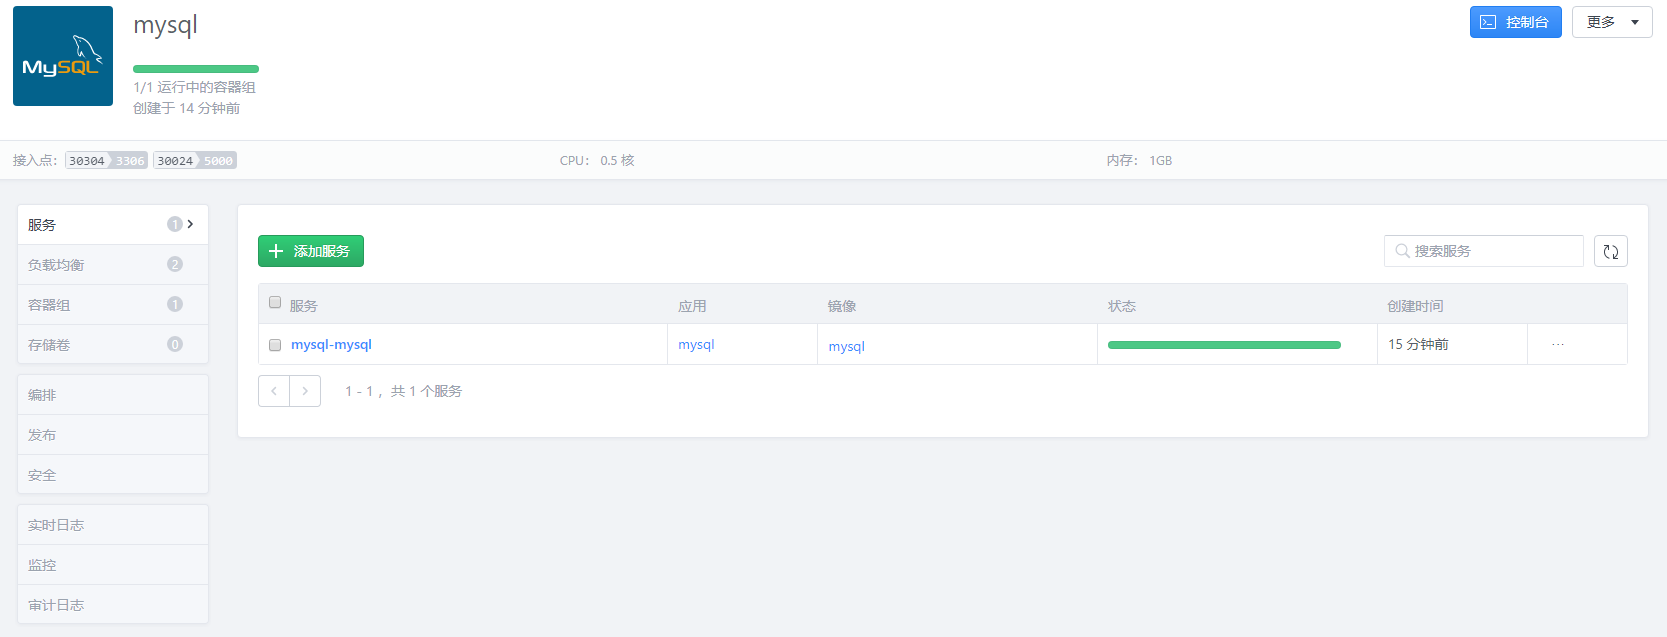 MySQL
mysql
1/1 运行中的容器组
创建于 14 分钟前
控制台
更多
接入点: 30304 3306 30024 5000
CPU: 0.5 核
内存: 1GB
服务 1
负载均衡 2
容器组 1
存储卷 0
编排
发布
安全
实时日志
监控
审计日志
添加服务
搜索服务
服务 应用 镜像 状态 创建时间
mysql-mysql mysql mysql 15 分钟前 ...
1 - 1 , 共 1 个服务